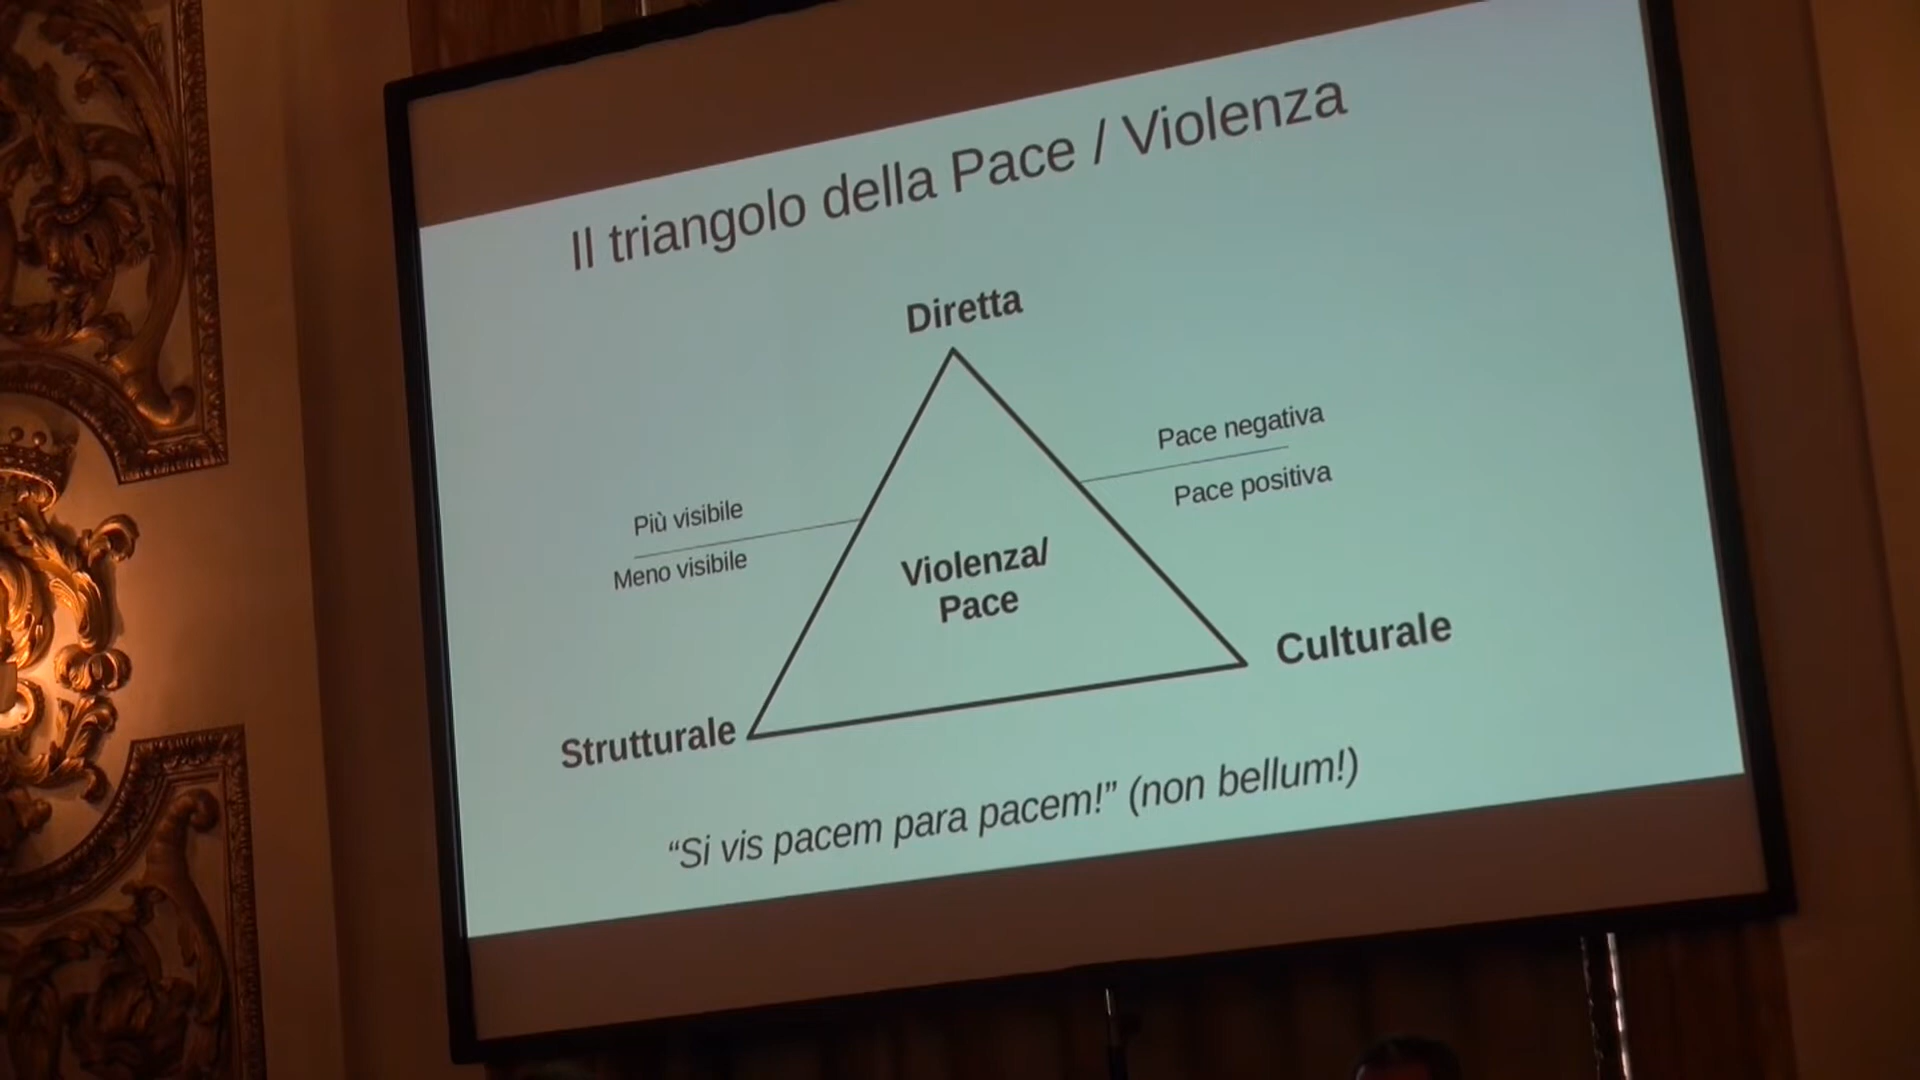 Il triangolo della Pace / Violenza
Diretta
Pace negativa
Pace positiva
Più visibile
Meno visibile
Violenza/
Pace
Culturale
Strutturale
“Si vis pacem para pacem!” (non bellum!)